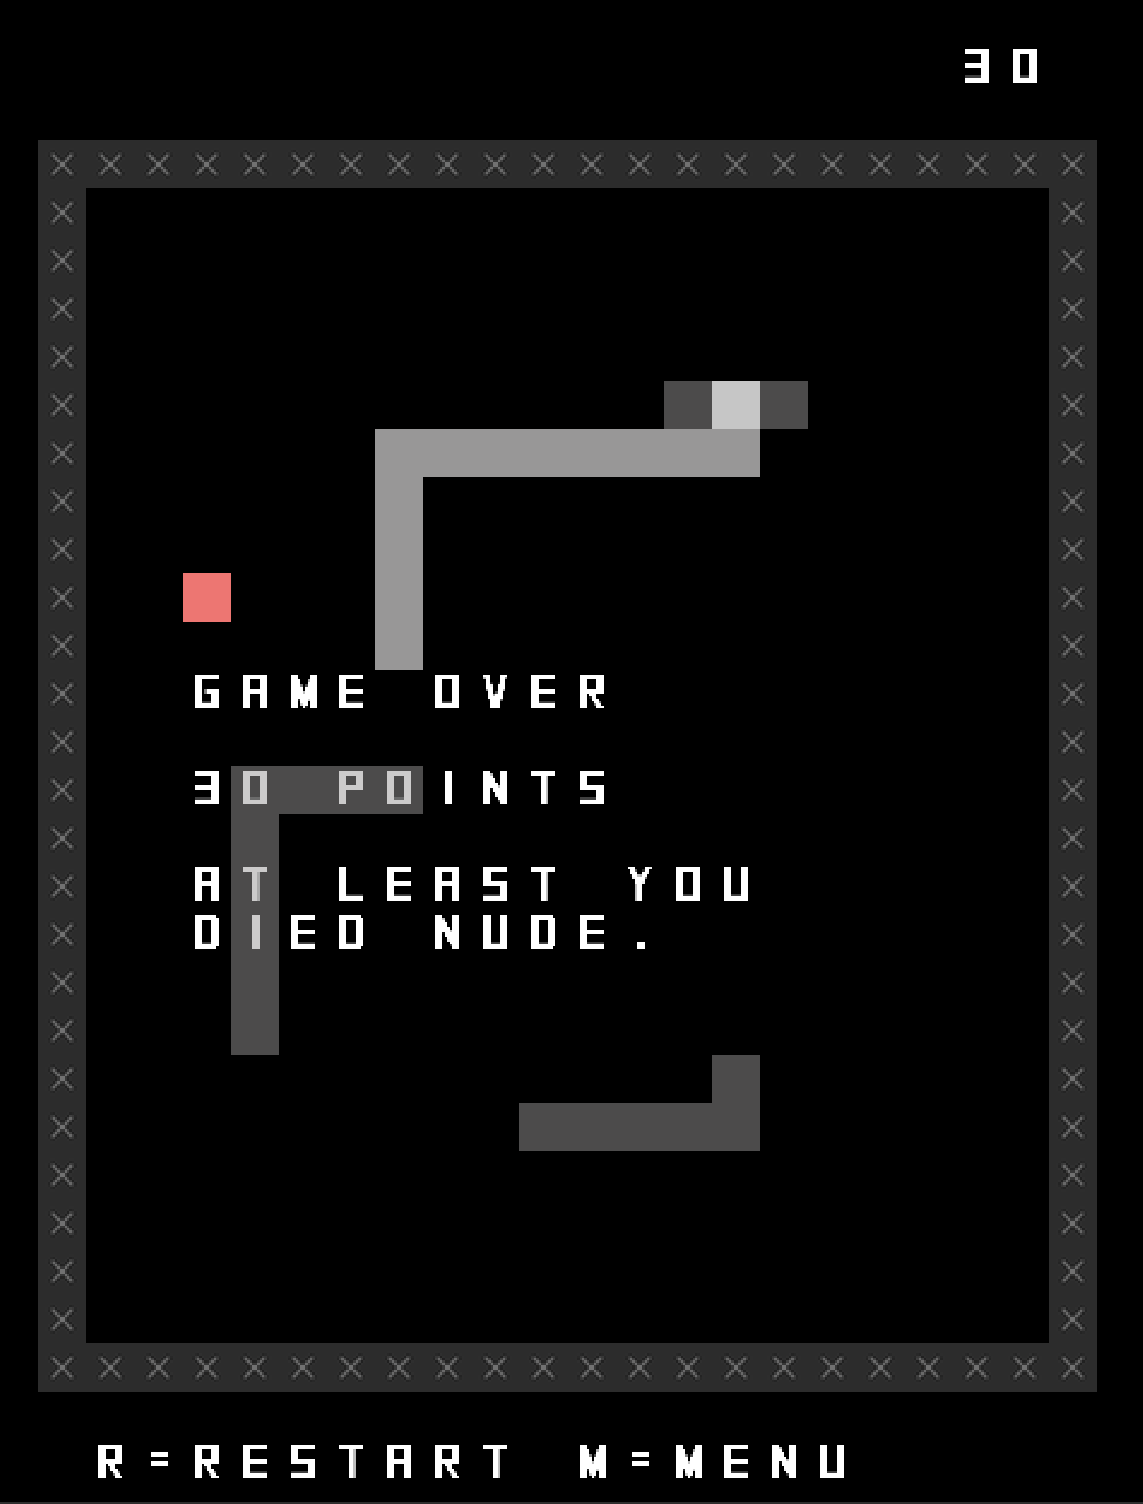 30
GAME OVER
30 POINTS
AT LEAST YOU
DIED NUDE.
R=RESTART M=MENU